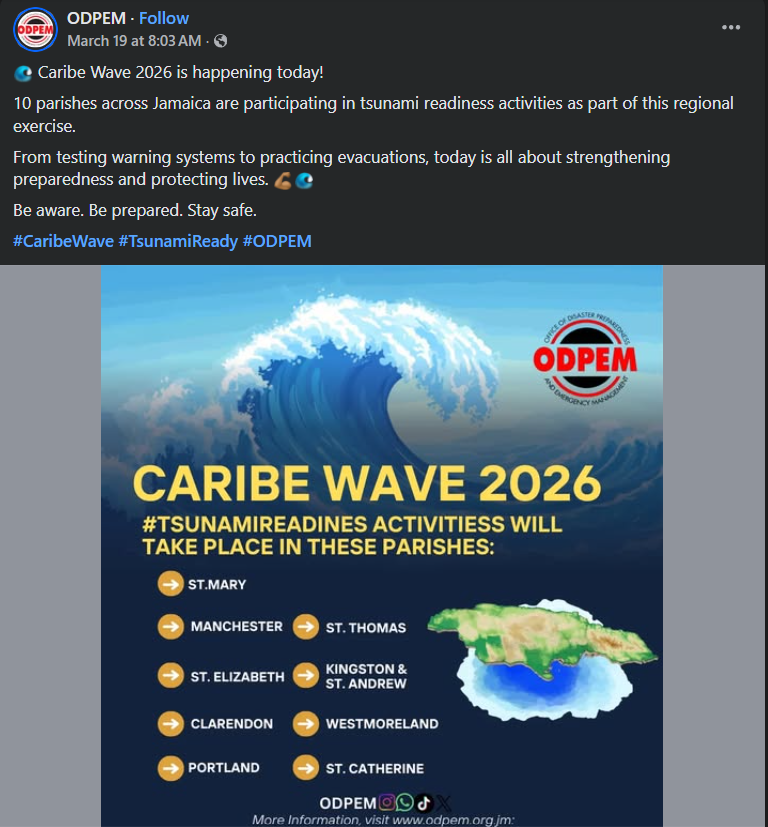 ODPEM · Follow
March 19 at 8:03 AM ·
🌊 Caribe Wave 2026 is happening today!
10 parishes across Jamaica are participating in tsunami readiness activities as part of this regional
exercise.
From testing warning systems to practicing evacuations, today is all about strengthening
preparedness and protecting lives. 💪🏾🌊
Be aware. Be prepared. Stay safe.
#CaribeWave #TsunamiReady #ODPEM
OFFICE OF DISASTER PREPAREDNESS
ODPEM
AND EMERGENCY MANAGEMENT
CARIBE WAVE 2026
#TSUNAMIREADINES ACTIVITIESS WILL
TAKE PLACE IN THESE PARISHES:
ST.MARY
MANCHESTER
ST. THOMAS
ST. ELIZABETH
KINGSTON &
ST. ANDREW
CLARENDON
WESTMORELAND
PORTLAND
ST. CATHERINE
ODPEM
More Information, visit www.odpem.org.jm: